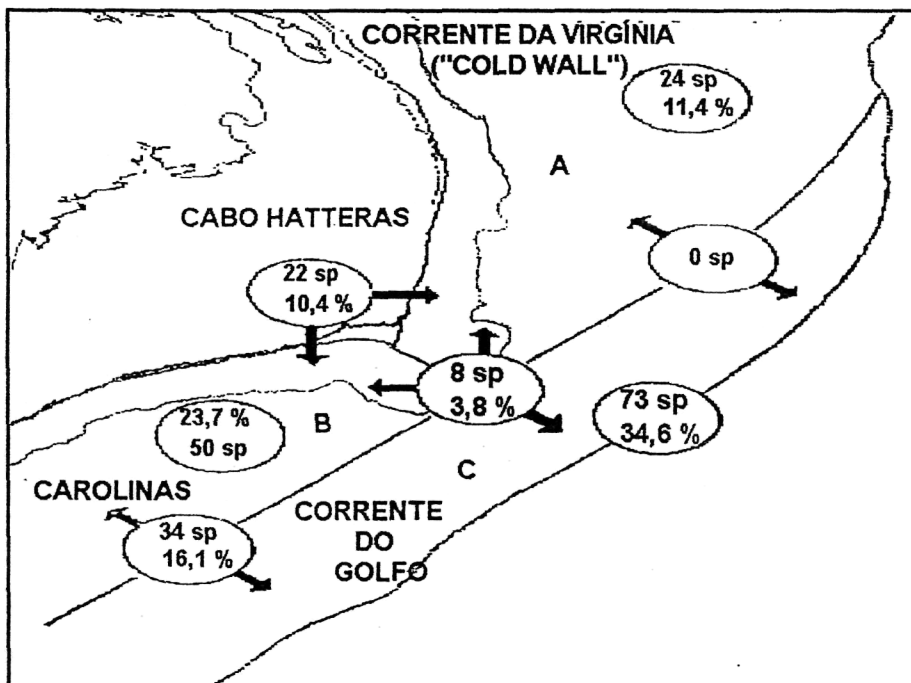 CORRENTE DA VIRGÍNIA
("COLD WALL")
24 sp
11,4 %
A
CABO HATTERAS
22 sp
10,4 %
0 sp
8 sp
3,8 %
73 sp
34,6 %
23,7 %
50 sp
B
C
CAROLINAS
34 sp
16,1 %
CORRENTE
DO
GOLFO